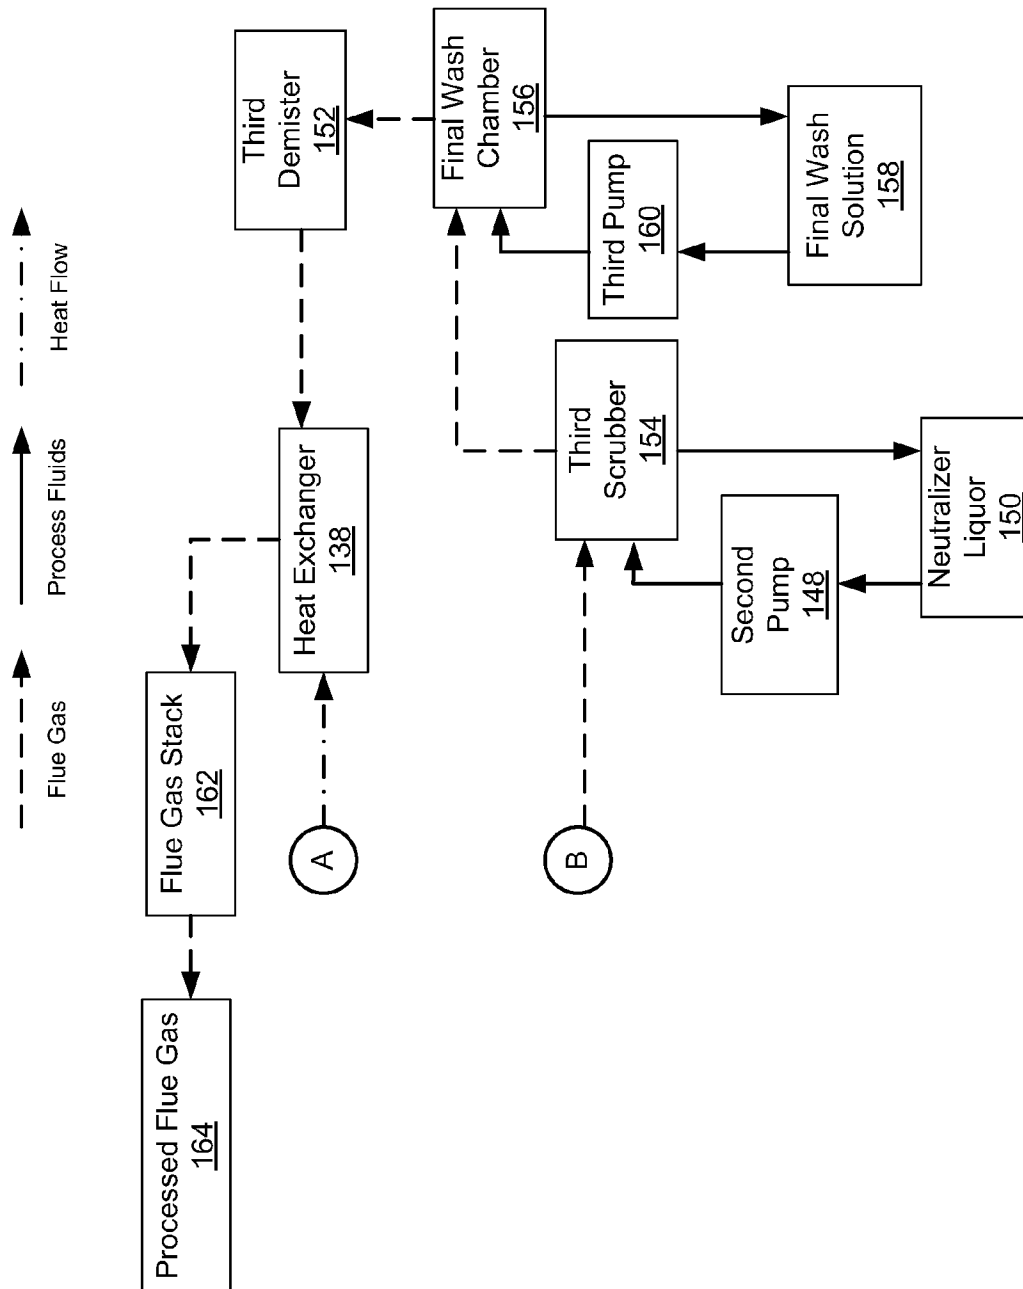 Flue Gas
Process Fluids
Heat Flow
Processed Flue Gas
164
Flue Gas Stack
162
Heat Exchanger
138
Third
Demister
152
A
B
Third
Scrubber
154
Final Wash
Chamber
156
Second
Pump
148
Third Pump
160
Neutralizer
Liquor
150
Final Wash
Solution
158